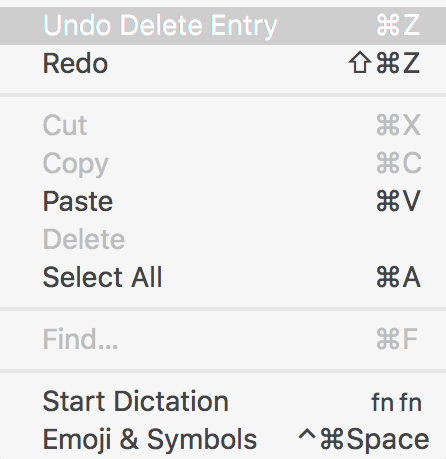 Undo Delete Entry ⌘Z
Redo ⇧⌘Z
Cut ⌘X
Copy ⌘C
Paste ⌘V
Delete
Select All ⌘A
Find... ⌘F
Start Dictation fn fn
Emoji & Symbols ^⌘Space